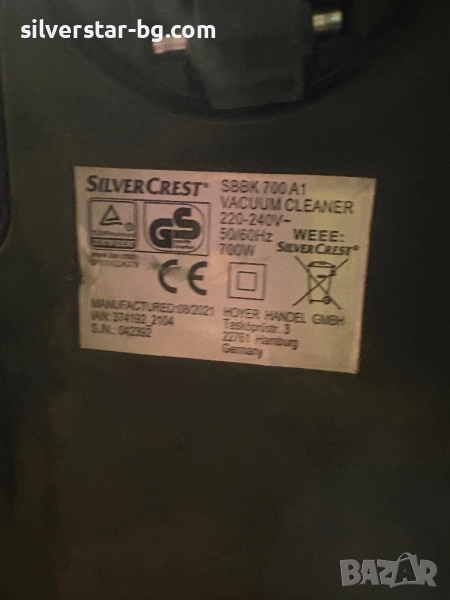 silverstar-bg.com
SILVERCREST®
SBBK 700 A1
VACUUM CLEANER
220-240V~
50/60Hz
700W
WEEE:
SILVERCREST®
GS
CE
MANUFACTURED:08/2021
IAN: 374192_2104
S./N.: 042392
HOYER HANDEL GMBH
Tasköprüstr. 3
22761 Hamburg
Germany
BAZAR